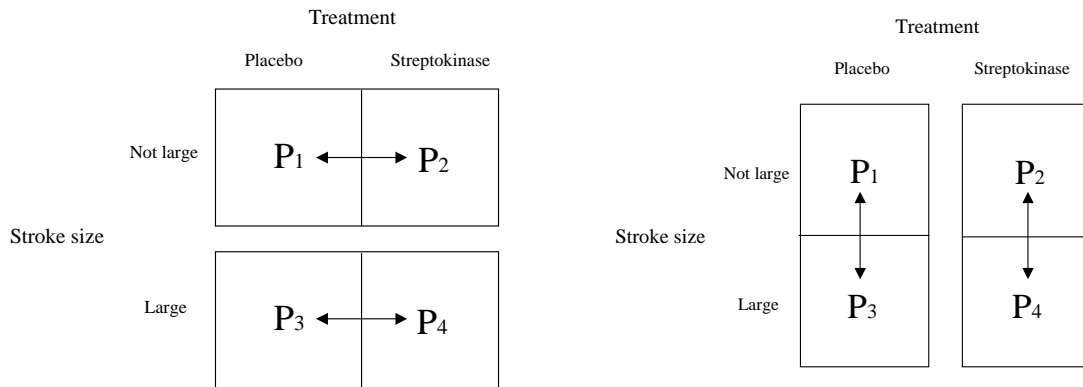 Treatment
Placebo Streptokinase
Not large P1 P2
Stroke size
Large P3 P4
Treatment
Placebo Streptokinase
Not large P1 P2
Stroke size
Large P3 P4